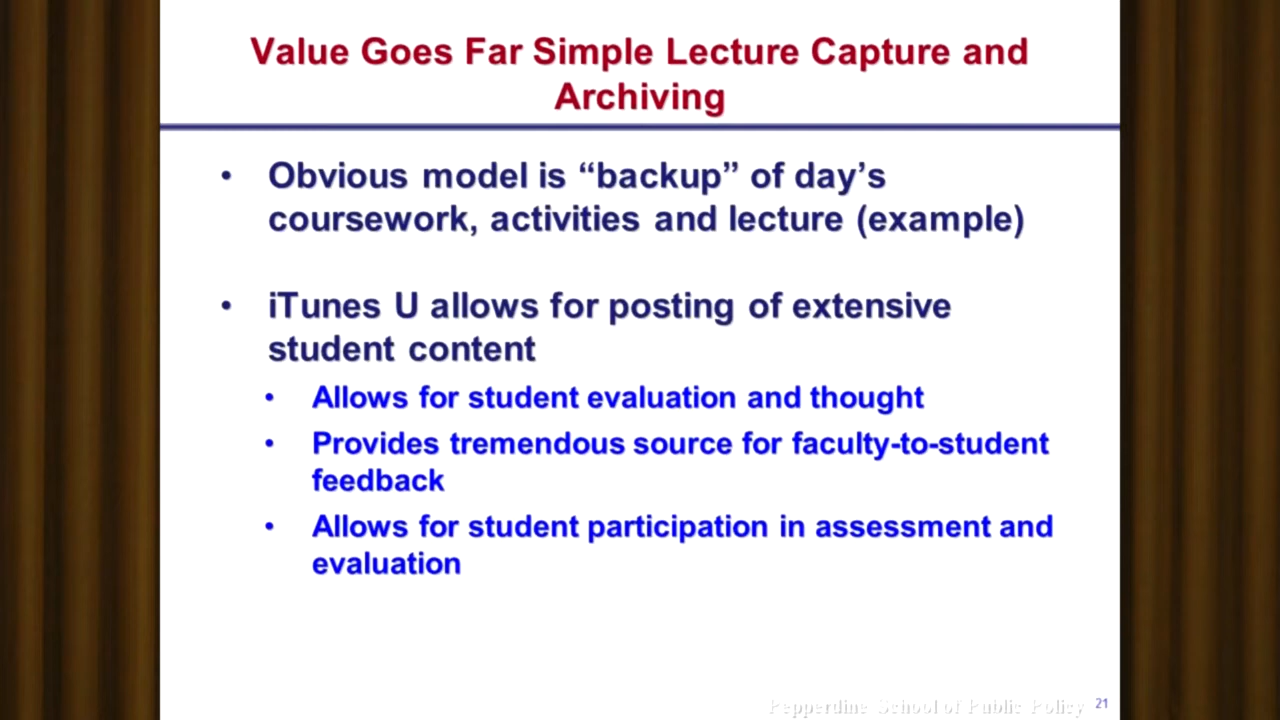 Value Goes Far Simple Lecture Capture and
Archiving
• Obvious model is “backup” of day’s
coursework, activities and lecture (example)
• iTunes U allows for posting of extensive
student content
• Allows for student evaluation and thought
• Provides tremendous source for faculty-to-student
feedback
• Allows for student participation in assessment and
evaluation
Pepperdine School of Public Policy 21